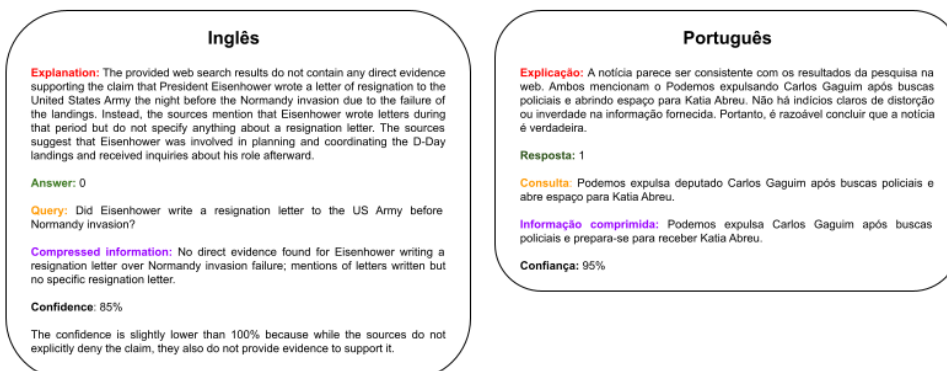 Inglês
Explanation: The provided web search results do not contain any direct evidence
supporting the claim that President Eisenhower wrote a letter of resignation to the
United States Army the night before the Normandy invasion due to the failure of
the landings. Instead, the sources mention that Eisenhower wrote letters during
that period but do not specify anything about a resignation letter. The sources
suggest that Eisenhower was involved in planning and coordinating the D-Day
landings and received inquiries about his role afterward.
Answer: 0
Query: Did Eisenhower write a resignation letter to the US Army before
Normandy invasion?
Compressed information: No direct evidence found for Eisenhower writing a
resignation letter over Normandy invasion failure; mentions of letters written but
no specific resignation letter.
Confidence: 85%
The confidence is slightly lower than 100% because while the sources do not
explicitly deny the claim, they also do not provide evidence to support it.
Português
Explicação: A notícia parece ser consistente com os resultados da pesquisa na
web. Ambos mencionam o Podemos expulsando Carlos Gaguim após buscas
policiais e abrindo espaço para Katia Abreu. Não há indícios claros de distorção
ou inverdade na informação fornecida. Portanto, é razoável concluir que a notícia
é verdadeira.
Resposta: 1
Consulta: Podemos expulsa deputado Carlos Gaguim após buscas policiais e
abre espaço para Katia Abreu.
Informação comprimida: Podemos expulsa Carlos Gaguim após buscas
policiais e prepara-se para receber Katia Abreu.
Confiança: 95%